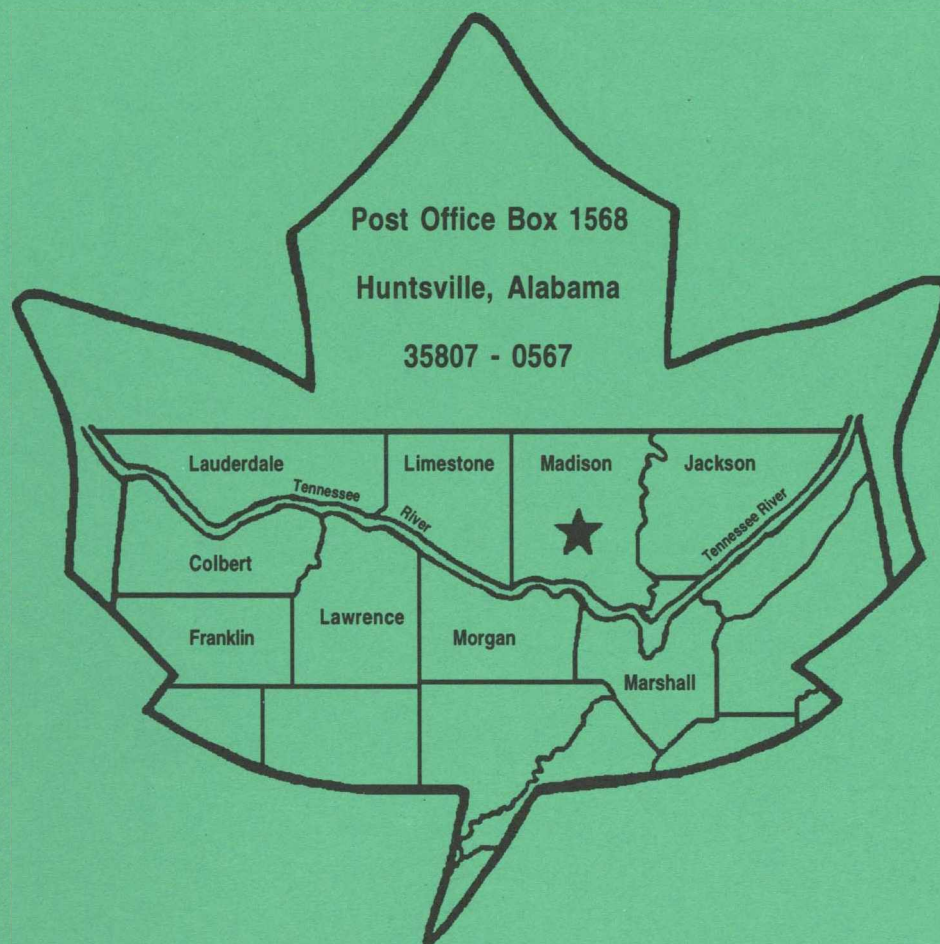 Post Office Box 1568
Huntsville, Alabama
35807 - 0567
Lauderdale
Limestone
Madison
Jackson
Tennessee
River
Tennessee River
Colbert
Lawrence
Franklin
Morgan
Marshall